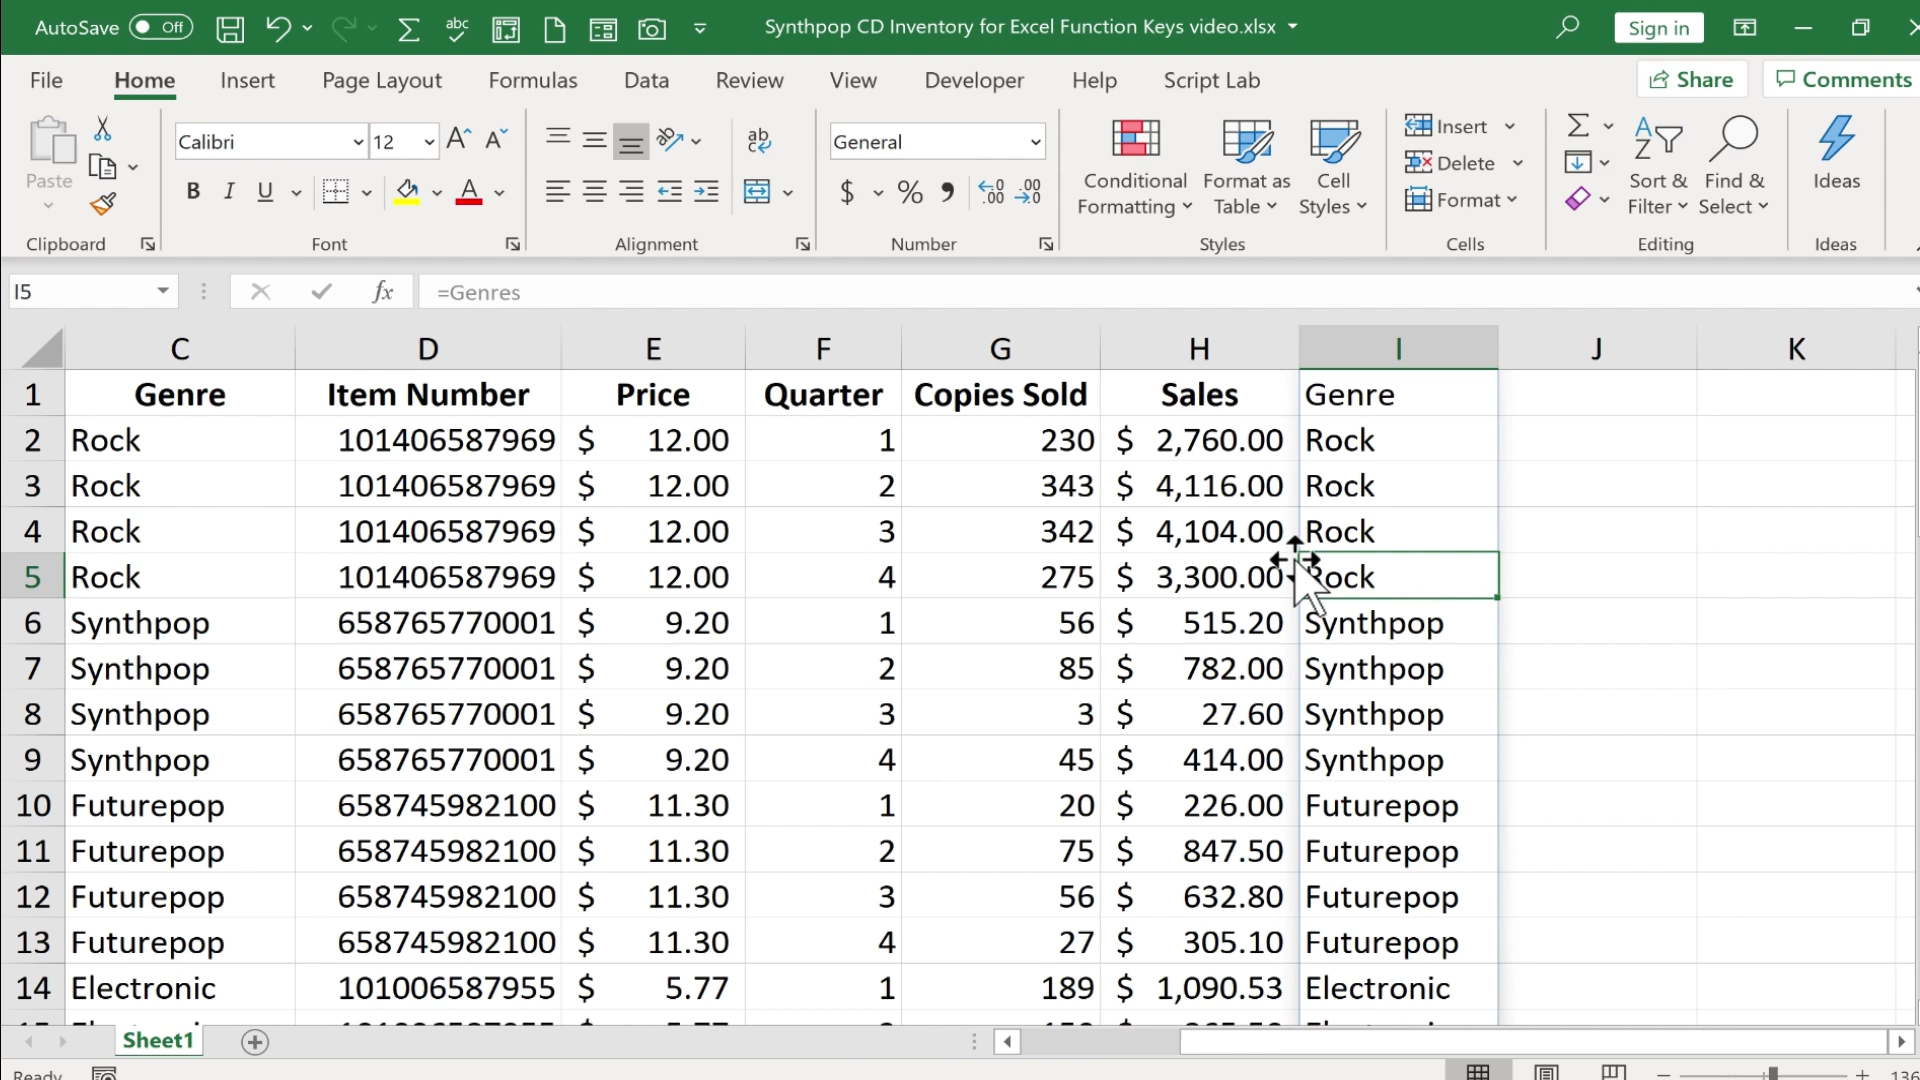 AutoSave Off abc Synthpop CD Inventory for Excel Function Keys video.xlsx Sign in
File Home Insert Page Layout Formulas Data Review View Developer Help Script Lab Share Comments
Paste
Clipboard
Calibri 12 A A
B I U A
Font
ab
Alignment
General
$ % , .00 .00
Number
Conditional Formatting
Format as Table
Cell Styles
Styles
Insert
Delete
Format
Cells
Sort & Filter
Find & Select
Editing
Ideas
Ideas
I5 fx =Genres
C D E F G H I J K
1 Genre Item Number Price Quarter Copies Sold Sales Genre
2 Rock 101406587969 $ 12.00 1 230 $ 2,760.00 Rock
3 Rock 101406587969 $ 12.00 2 343 $ 4,116.00 Rock
4 Rock 101406587969 $ 12.00 3 342 $ 4,104.00 Rock
5 Rock 101406587969 $ 12.00 4 275 $ 3,300.00 Rock
6 Synthpop 658765770001 $ 9.20 1 56 $ 515.20 Synthpop
7 Synthpop 658765770001 $ 9.20 2 85 $ 782.00 Synthpop
8 Synthpop 658765770001 $ 9.20 3 3 $ 27.60 Synthpop
9 Synthpop 658765770001 $ 9.20 4 45 $ 414.00 Synthpop
10 Futurepop 658745982100 $ 11.30 1 20 $ 226.00 Futurepop
11 Futurepop 658745982100 $ 11.30 2 75 $ 847.50 Futurepop
12 Futurepop 658745982100 $ 11.30 3 56 $ 632.80 Futurepop
13 Futurepop 658745982100 $ 11.30 4 27 $ 305.10 Futurepop
14 Electronic 101006587955 $ 5.77 1 189 $ 1,090.53 Electronic
Sheet1
Ready 136